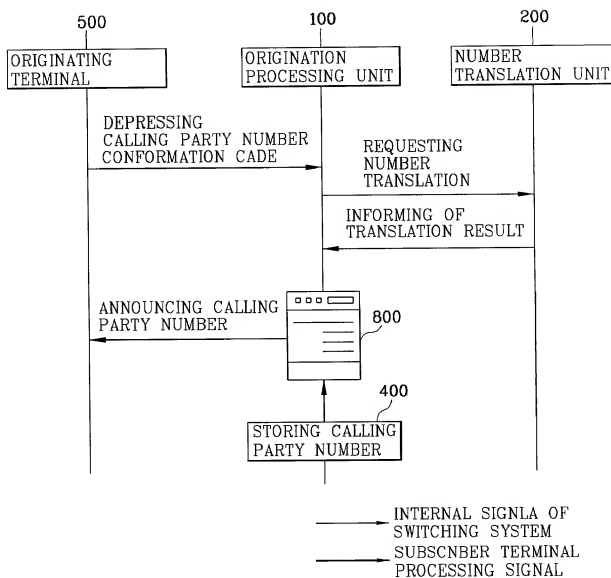 500
100
200
ORIGINATING
TERMINAL
ORIGINATION
PROCESSING UNIT
NUMBER
TRANSLATION UNIT
DEPRESSING
CALLING PARTY NUMBER
CONFORMATION CADE
REQUESTING
NUMBER
TRANSLATION
INFORMING OF
TRANSLATION RESULT
ANNOUNCING CALLING
PARTY NUMBER
800
400
STORING CALLING
PARTY NUMBER
INTERNAL SIGNLA OF
SWITCHING SYSTEM
SUBSCNBER TERMINAL
PROCESSING SIGNAL